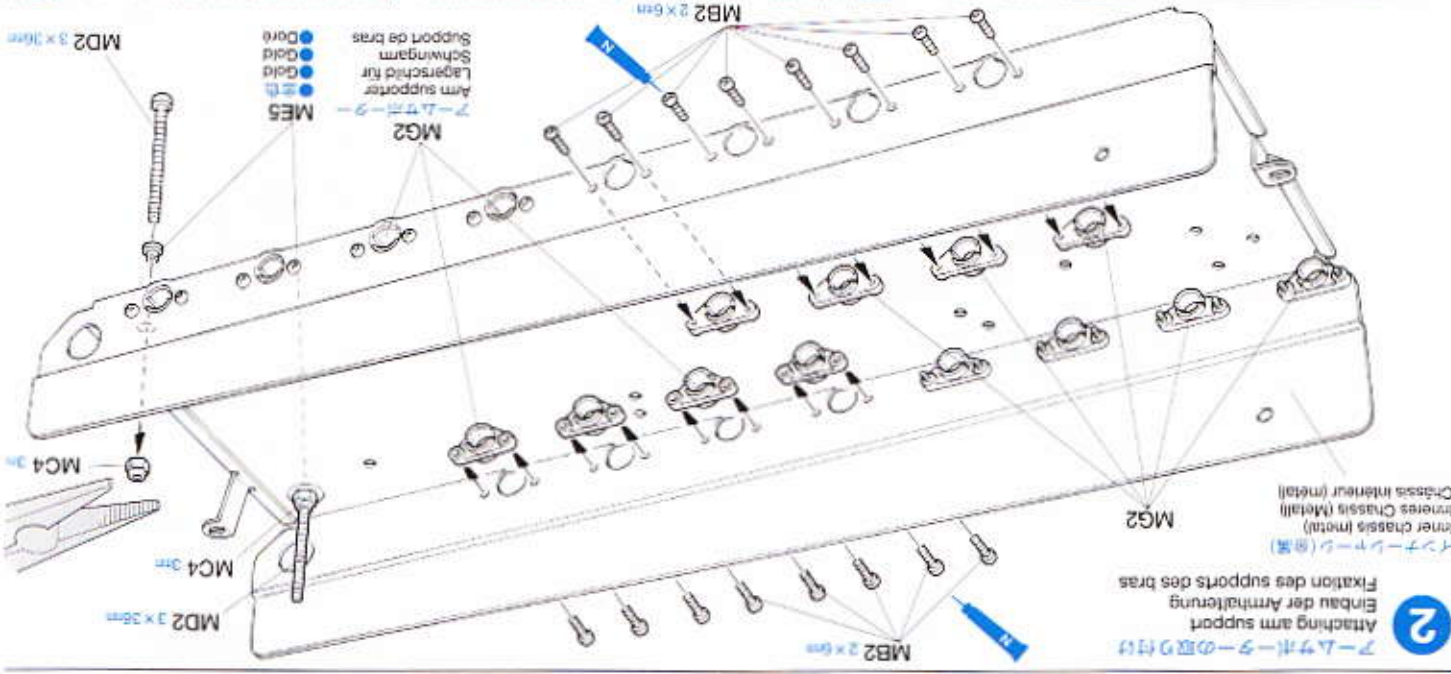 2
アームサポーターの取り付け
Attaching arm support
Einbau der Armhalterung
Fixation des supports des bras
MB2 2×6mm
N
MD2 3×36mm
MC4 3m
インナーシャーシ(金属)
Inner chassis (metal)
Inneres Chassis (Metall)
Châssis intérieur (métal)
MG2
MC4 3m
MG2
アームサポーター
Arm supporter
Lagerschild für
Schwingarm
Support de bras
ME5
●金色
●Gold
●Gold
●Doré
MD2 3×36mm
N
MB2 2×6mm